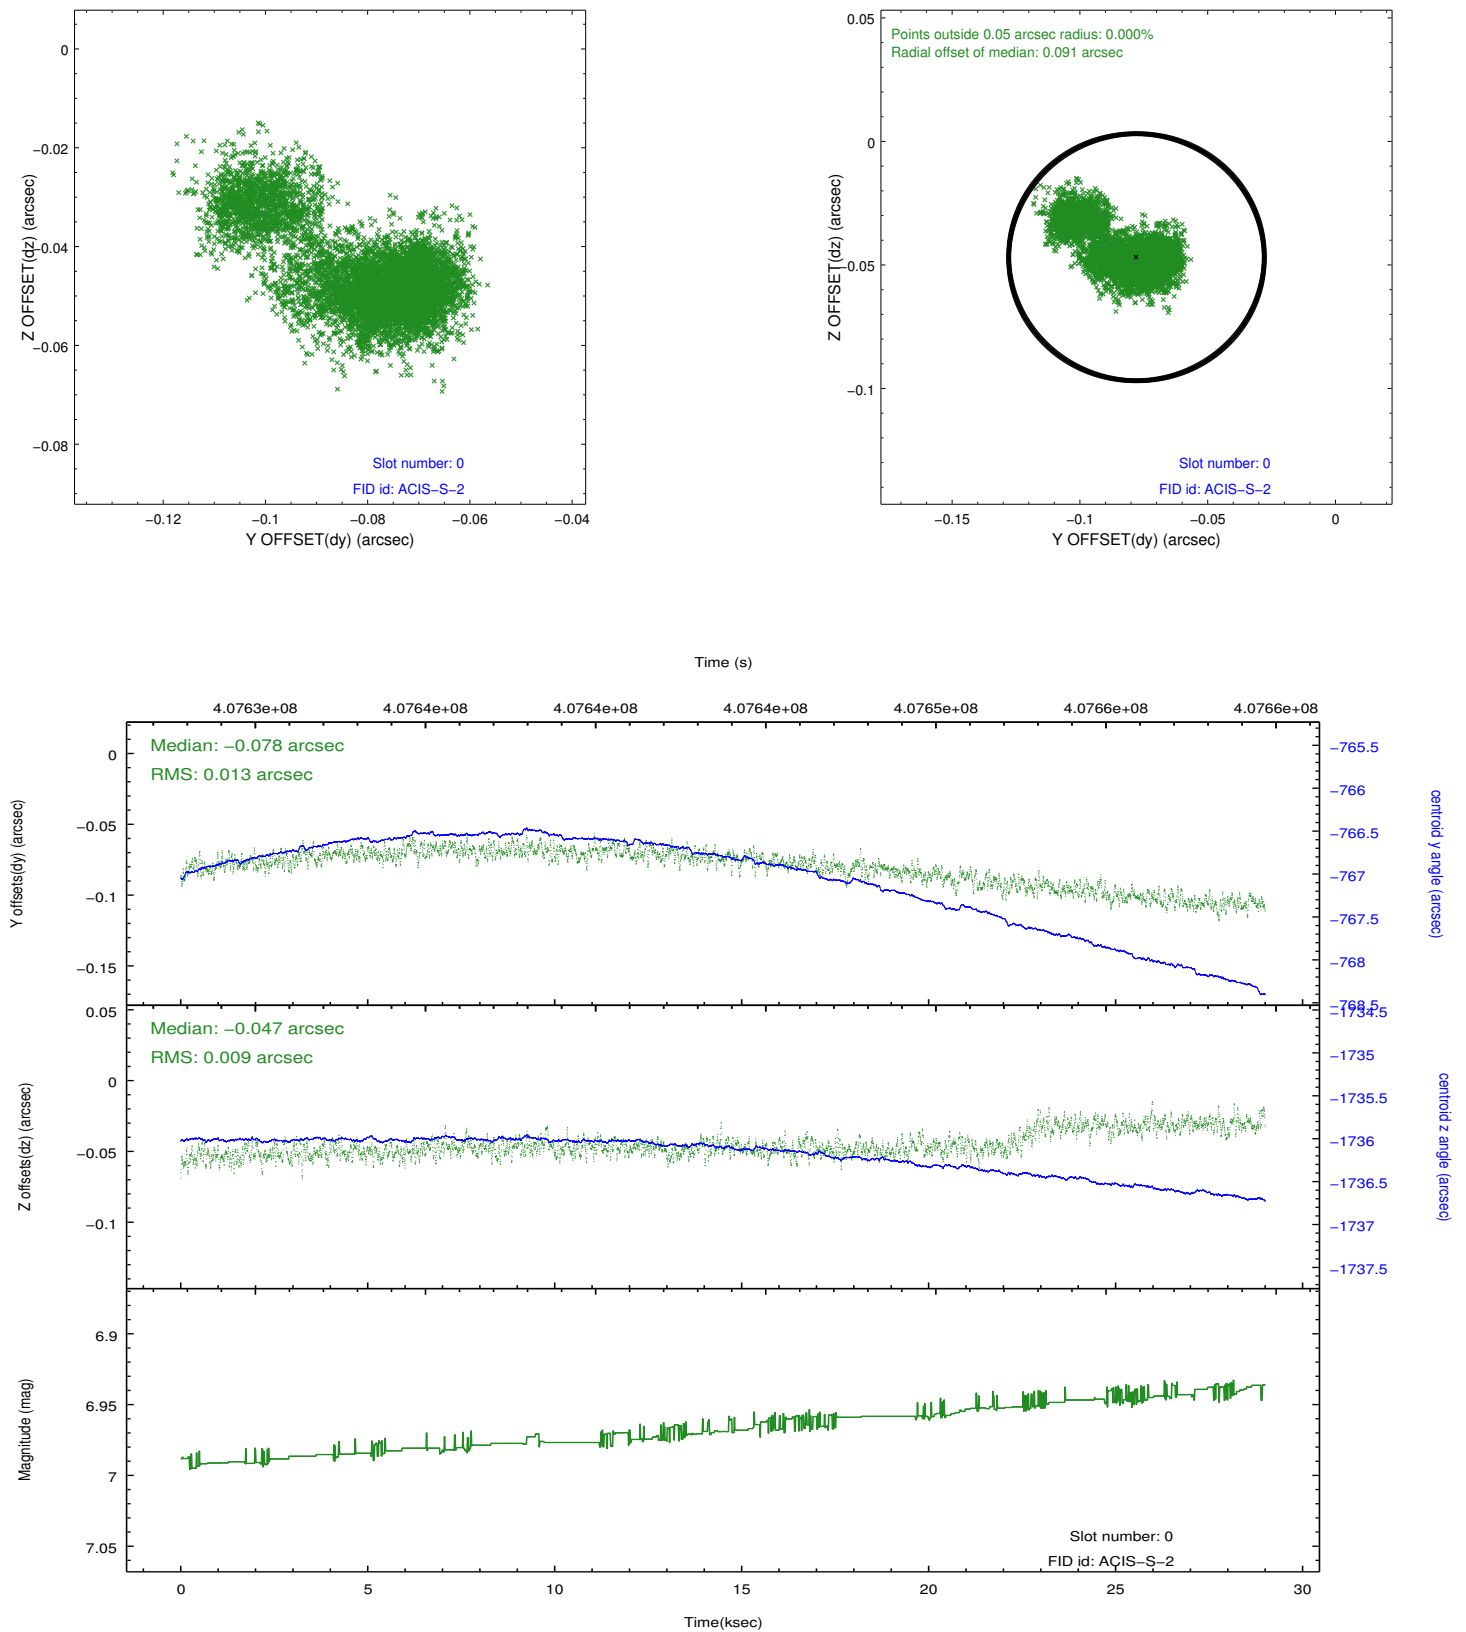 0
−0.02
−0.04
−0.06
−0.08
Z OFFSET(dz) (arcsec)
Slot number: 0
FID id: ACIS−S−2
−0.12
−0.1
−0.08
−0.06
−0.04
Y OFFSET(dy) (arcsec)
0.05
0
−0.05
−0.1
Z OFFSET(dz) (arcsec)
Points outside 0.05 arcsec radius: 0.000%
Radial offset of median: 0.091 arcsec
Slot number: 0
FID id: ACIS−S−2
−0.15
−0.1
−0.05
0
Y OFFSET(dy) (arcsec)
Time (s)
4.0763e+08
4.0764e+08
4.0764e+08
4.0764e+08
4.0765e+08
4.0766e+08
4.0766e+08
Median: −0.078 arcsec
RMS: 0.013 arcsec
0
−0.05
−0.1
−0.15
Y offsets(dy) (arcsec)
−765.5
−766
−766.5
−767
−767.5
−768
−768.5
centroid y angle (arcsec)
Median: −0.047 arcsec
RMS: 0.009 arcsec
0.05
0
−0.05
−0.1
Z offsets(dz) (arcsec)
−1734.5
−1735
−1735.5
−1736
−1736.5
−1737
−1737.5
centroid z angle (arcsec)
6.9
6.95
7
7.05
Magnitude (mag)
Slot number: 0
FID id: ACIS−S−2
0
5
10
15
20
25
30
Time(ksec)